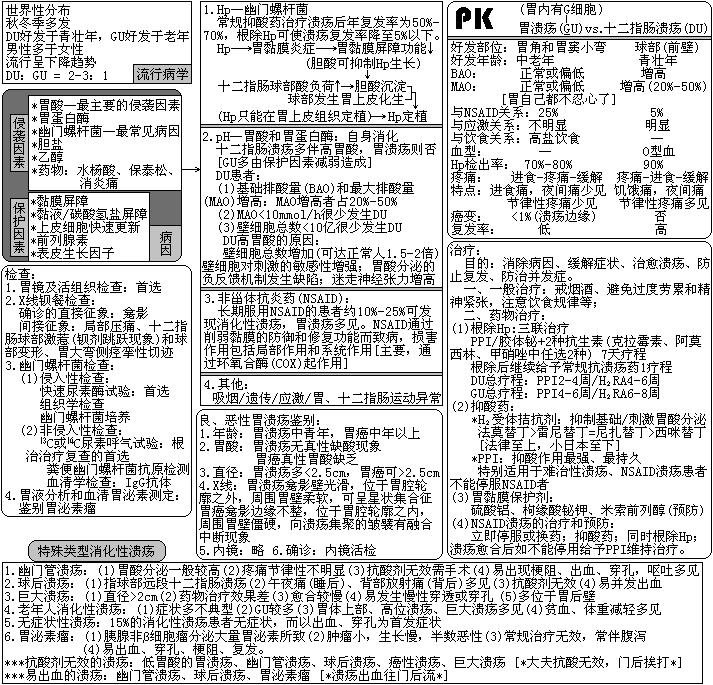 世界性分布
秋冬季多发
DU好发于青壮年，GU好发于老年
男性多于女性
流行呈下降趋势
DU: GU = 2-3: 1
流行病学
侵袭因素
*胃酸—最主要的侵袭因素
*胃蛋白酶
*幽门螺杆菌—最常见病因
*胆盐
*乙醇
*药物：水杨酸、保泰松、
消炎痛
保护因素
*黏膜屏障
*黏液/碳酸氢盐屏障
*上皮细胞快速更新
*前列腺素
*表皮生长因子
病因
检查：
1.胃镜及活组织检查：首选
2.X线钡餐检查：
确诊的直接征象：龛影
间接征象：局部压痛、十二指
肠球部激惹(钡剂跳跃现象)和球
部变形、胃大弯侧痉挛性切迹
3.幽门螺杆菌检查：
(1)侵入性检查：
快速尿素酶试验：首选
组织学检查
幽门螺杆菌培养
(2)非侵入性检查：
¹³C或¹⁴C尿素呼气试验：根
治治疗复查的首选
粪便幽门螺杆菌抗原检测
血清学检查：IgG抗体
4.胃液分析和血清胃泌素测定：
鉴别胃泌素瘤
1.Hp—幽门螺杆菌
常规抑酸药治疗溃疡后年复发率为50%-
70%，根除Hp可使溃疡复发率降至5%以下。
Hp→胃黏膜炎症→胃黏膜屏障功能↓
(胆酸可抑制Hp生长)
十二指肠球部酸负荷↑→胆酸沉淀
球部发生胃上皮化生
(Hp只能在胃上皮组织定植)→Hp定植
2.pH—胃酸和胃蛋白酶：自身消化
十二指肠溃疡多伴高胃酸，胃溃疡则否
[GU多由保护因素减弱造成]
DU患者：
(1)基础排酸量(BAO)和最大排酸量
(MAO)增高：MAO增高者占20%-50%
(2)MAO<10mmol/h很少发生DU
(3)壁细胞总数<10亿很少发生DU
DU高胃酸的原因：
壁细胞总数增加(可达正常人1.5-2倍)
壁细胞对刺激的敏感性增强；胃酸分泌的
负反馈机制发生缺陷；迷走神经张力增高
3.非甾体抗炎药(NSAID)：
长期服用NSAID的患者约10%-25%可发
现消化性溃疡，胃溃疡多见。NSAID通过
削弱黏膜的防御和修复功能而致病，损害
作用包括局部作用和系统作用[主要，通
过环氧合酶(COX)起作用]
4.其他：
吸烟/遗传/应激/胃、十二指肠运动异常
良、恶性胃溃疡鉴别：
1.年龄：胃溃疡中青年，胃癌中年以上
2.胃酸：胃溃疡无真性缺酸现象
胃癌真性胃酸缺乏
3.直径：胃溃疡多<2.5cm，胃癌可>2.5cm
4.X线：胃溃疡龛影壁光滑，位于胃腔轮
廓之外，周围胃壁柔软，可呈星状集合征
胃癌龛影边缘不整，位于胃腔轮廓之内，
周围胃壁僵硬，向溃疡集聚的皱襞有融合
中断现象
5.内镜：略 6.确诊：内镜活检
PK
(胃内有G细胞)
胃溃疡(GU)vs.十二指肠溃疡(DU)
好发部位：胃角和胃窦小弯 球部(前壁)
好发年龄：中老年 青壮年
BAO： 正常或偏低 增高
MAO： 正常或偏低 增高(20%-50%)
[胃自己都不忍心了]
与NSAID关系：25% 5%
与应激关系：不明显 明显
与饮食关系：高盐饮食 —
血型： — O型血
Hp检出率：70%-80% 90%
疼痛： 进食-疼痛-缓解 疼痛-进食-缓解
特点：进食痛，夜间痛少见 饥饿痛，夜间痛
节律性疼痛少见 节律性疼痛多见
癌变： <1%(溃疡边缘) 否
复发率： 低 高
治疗：
目的：消除病因、缓解症状、治愈溃疡、防
止复发、防治并发症。
一、一般治疗：戒烟酒、避免过度劳累和精
神紧张，注意饮食规律等；
二、药物治疗：
(1)根除Hp:三联治疗
PPI/胶体铋+2种抗生素(克拉霉素、阿莫
西林、甲硝唑中任选2种) 7天疗程
根除后继续给予常规抗溃疡药1疗程
DU总疗程：PPI2-4周/H₂RA4-6周
GU总疗程：PPI4-6周/H₂RA6-8周
(2)抑酸药：
*H₂受体拮抗剂：抑制基础/刺激胃酸分泌
法莫替丁>雷尼替丁=尼扎替丁>西咪替丁
[法律至上，小日本至下]
*PPI：抑酸作用最强、最持久
特别适用于难治性溃疡、NSAID溃疡患者
不能停服NSAID者
(3)胃黏膜保护剂：
硫酸铝、枸缘酸铋钾、米索前列醇(预防)
(4)NSAID溃疡的治疗和预防：
立即停服或换药；抑酸药；同时根除Hp；
溃疡愈合后如不能停用给予PPI维持治疗。
特殊类型消化性溃疡
1.幽门管溃疡：(1)胃酸分泌一般较高(2)疼痛节律性不明显(3)抗酸剂无效需手术(4)易出现梗阻、出血、穿孔，呕吐多见
2.球后溃疡：(1)指球部远段十二指肠溃疡(2)午夜痛(睡后)、背部放射痛(背后)多见(3)抗酸剂无效(4)易并发出血
3.巨大溃疡：(1)直径>2cm(2)药物治疗效果差(3)愈合较慢(4)易发生慢性穿透或穿孔 (5)多位于胃后壁
4.老年人消化性溃疡：(1)症状多不典型(2)GU较多(3)胃体上部、高位溃疡、巨大溃疡多见(4)贫血、体重减轻多见
5.无症状性溃疡：15%的消化性溃疡患者无症状，而以出血、穿孔为首发症状
6.胃泌素瘤：(1)胰腺非β细胞瘤分泌大量胃泌素所致(2)肿瘤小，生长慢，半数恶性(3)常规治疗无效，常伴腹泻
(4)易出血、穿孔、梗阻、复发。
***抗酸剂无效的溃疡：低胃酸的胃溃疡、幽门管溃疡、球后溃疡、癌性溃疡、巨大溃疡 [*大夫抗酸无效，门后挨打*]
***易出血的溃疡：幽门管溃疡、球后溃疡、胃泌素瘤 [*溃疡出血往门后流*]